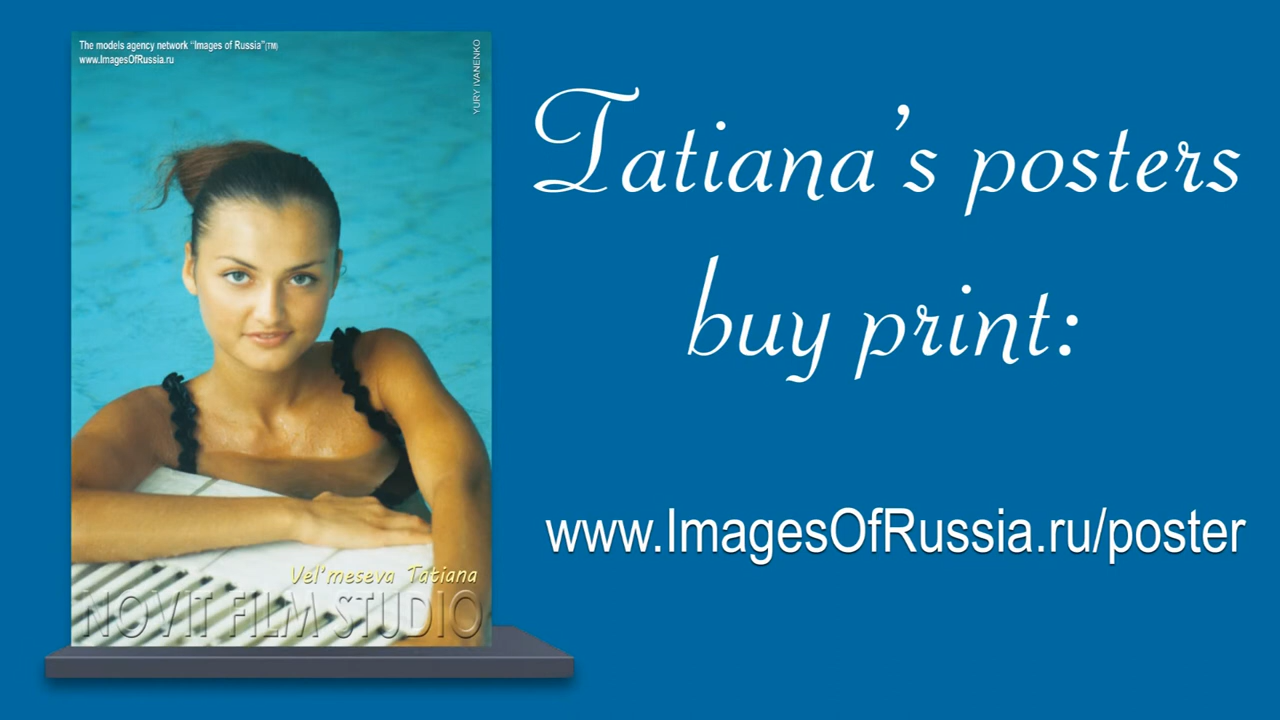 The models agency network "Images of Russia"(TM)
www.ImagesOfRussia.ru
YURY IVANENKO
Tatiana's posters
buy print:
www.ImagesOfRussia.ru/poster
Vel'meseva Tatiana
NOVIT FILM STUDIO